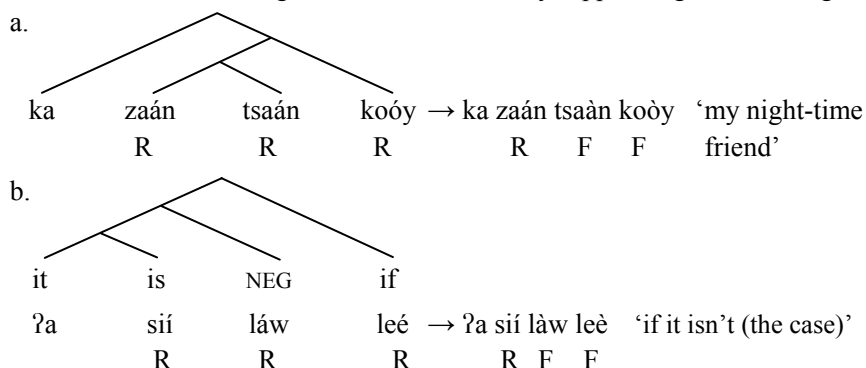 a.
ka zaán tsaán koóy → ka zaán tsaàn koòy ‘my night-time
R R R R F F friend’
b.
it is NEG if
ʔa sií láw leé → ʔa sií làw leè ‘if it isn’t (the case)’
R R R R F F